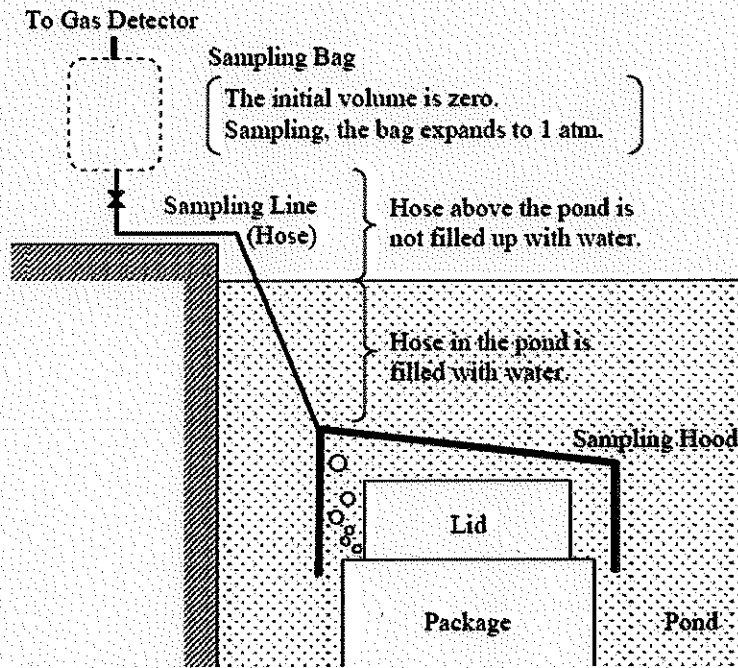 To Gas Detector
Sampling Bag
The initial volume is zero.
Sampling, the bag expands to 1 atm.
Sampling Line
(Hose)
Hose above the pond is
not filled up with water.
Hose in the pond is
filled with water.
Sampling Hood
Lid
Package
Pond